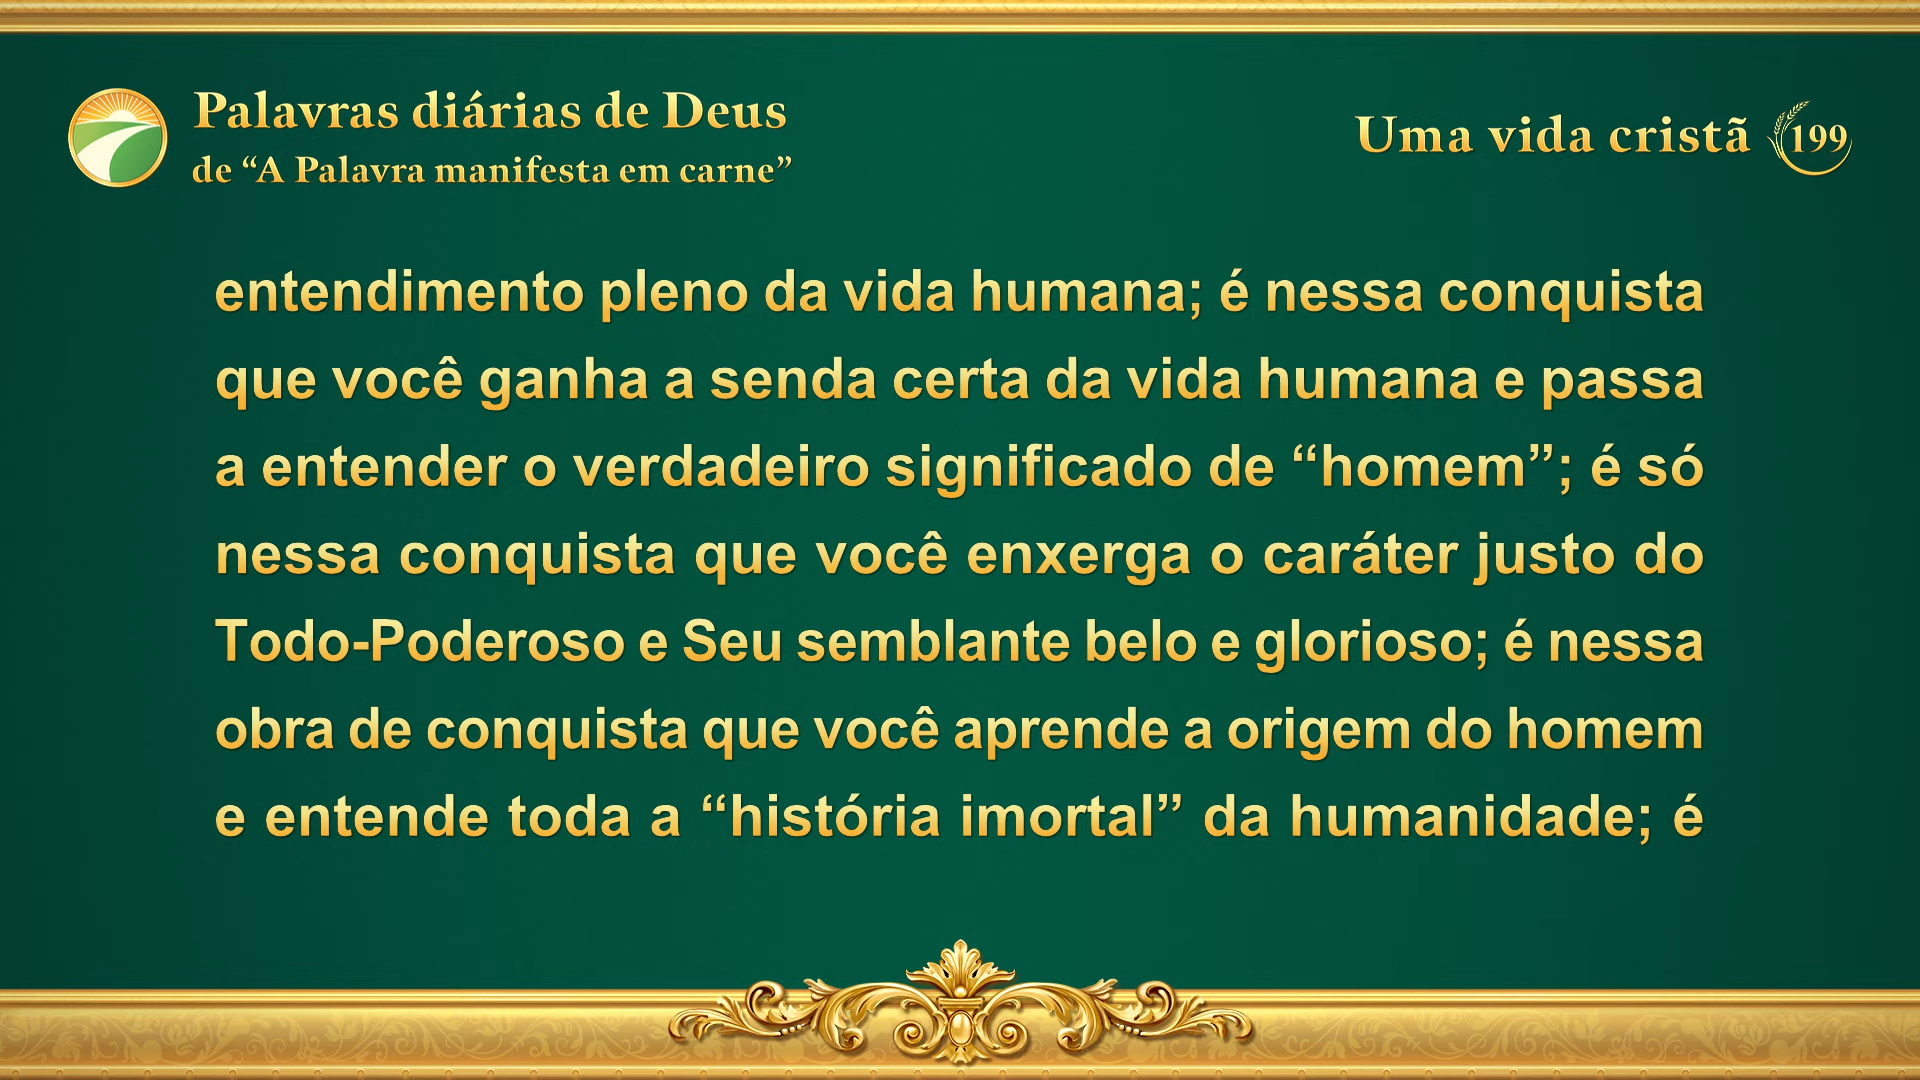 Palavras diárias de Deus
de “A Palavra manifesta em carne”
Uma vida cristã 199
entendimento pleno da vida humana; é nessa conquista
que você ganha a senda certa da vida humana e passa
a entender o verdadeiro significado de “homem”; é só
nessa conquista que você enxerga o caráter justo do
Todo-Poderoso e Seu semblante belo e glorioso; é nessa
obra de conquista que você aprende a origem do homem
e entende toda a “história imortal” da humanidade; é